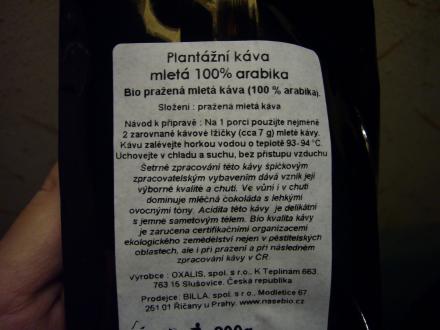 Plantážní káva
mletá 100% arabika
Bio pražená mletá káva (100 % arabika).
Složení : pražená mletá káva
Návod k přípravě : Na 1 porci použijte nejméně
2 zarovnané kávové lžičky (cca 7 g) mleté kávy.
Kávu zalévejte horkou vodou o teplotě 93-94 °C.
Uchovejte v chladu a suchu, bez přístupu vzduchu
Šetrné zpracování této kávy špičkovým
zpracovatelským vybavením dává vznik její
výborné kvalitě a chuti. Ve vůni i v chuti
dominuje mléčná čokoláda s lehkými
ovocnými tóny. Acidita této kávy je delikátní
s jemně sametovým tělem. Bio kvalita kávy
je zaručena certifikačními organizacemi
ekologického zemědělství nejen v pěstitelských
oblastech, ale i při pražení a při následném
zpracování kávy v ČR.
Vyrobce : OXALIS, spol. s r.o., K Teplinám 663,
763 15 Slušovice, Česká republika
Prodejce: BILLA, spol. s r.o., Modletice 67
251 01 Říčany u Prahy, www.nasebio.cz